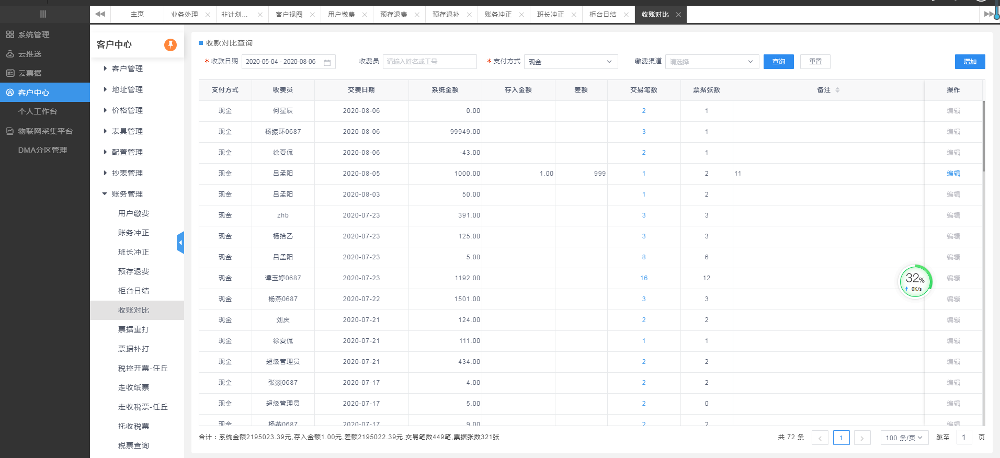 主页 业务处理 非计划... 客户视图 用户缴费 预存退费 预存退补 账务冲正 班长冲正 柜台日结 收账对比
系统管理
云推送
云票据
客户中心
个人工作台
物联网采集平台
DMA分区管理
客户中心
客户管理
地址管理
价格管理
表具管理
配置管理
抄表管理
账务管理
用户缴费
账务冲正
班长冲正
预存退费
柜台日结
收账对比
票据重打
票据补打
税控开票-任丘
走收纸票
走收税票-任丘
托收税票
税票查询
收款对比查询
* 收款日期 2020-05-04 - 2020-08-06 收费员 请输入姓名或工号 * 支付方式 现金 缴费渠道 请选择 查询 重置 增加
支付方式 收费员 交费日期 系统金额 存入金额 差额 交易笔数 票据张数 备注 操作
现金 何星辰 2020-08-06 0.00 2 1 编辑
现金 杨振环0687 2020-08-06 99949.00 3 1 编辑
现金 徐夏侃 2020-08-06 -43.00 2 1 编辑
现金 吕孟阳 2020-08-05 1000.00 1.00 999 1 2 11 编辑
现金 吕孟阳 2020-08-03 50.00 1 2 编辑
现金 zhb 2020-07-23 391.00 3 3 编辑
现金 杨拾乙 2020-07-23 125.00 3 3 编辑
现金 吕孟阳 2020-07-23 5.00 8 6 编辑
现金 谭玉婷0687 2020-07-23 1192.00 16 12 编辑
现金 杨燕0687 2020-07-22 1501.00 3 3 编辑
现金 刘庆 2020-07-21 124.00 2 2 编辑
现金 徐夏侃 2020-07-21 111.00 1 1 编辑
现金 超级管理员 2020-07-21 434.00 2 2 编辑
现金 张燚0687 2020-07-17 4.00 2 2 编辑
现金 超级管理员 2020-07-17 5.00 2 0 编辑
现金 杨燕0687 2020-07-17 9.00 2 2 编辑
32%
↑ 0K/s
合计：系统金额2195023.39元,存入金额1.00元,差额2195022.39元,交易笔数449笔,票据张数321张
共 72 条 < 1 > 100 条/页 跳至 1 页